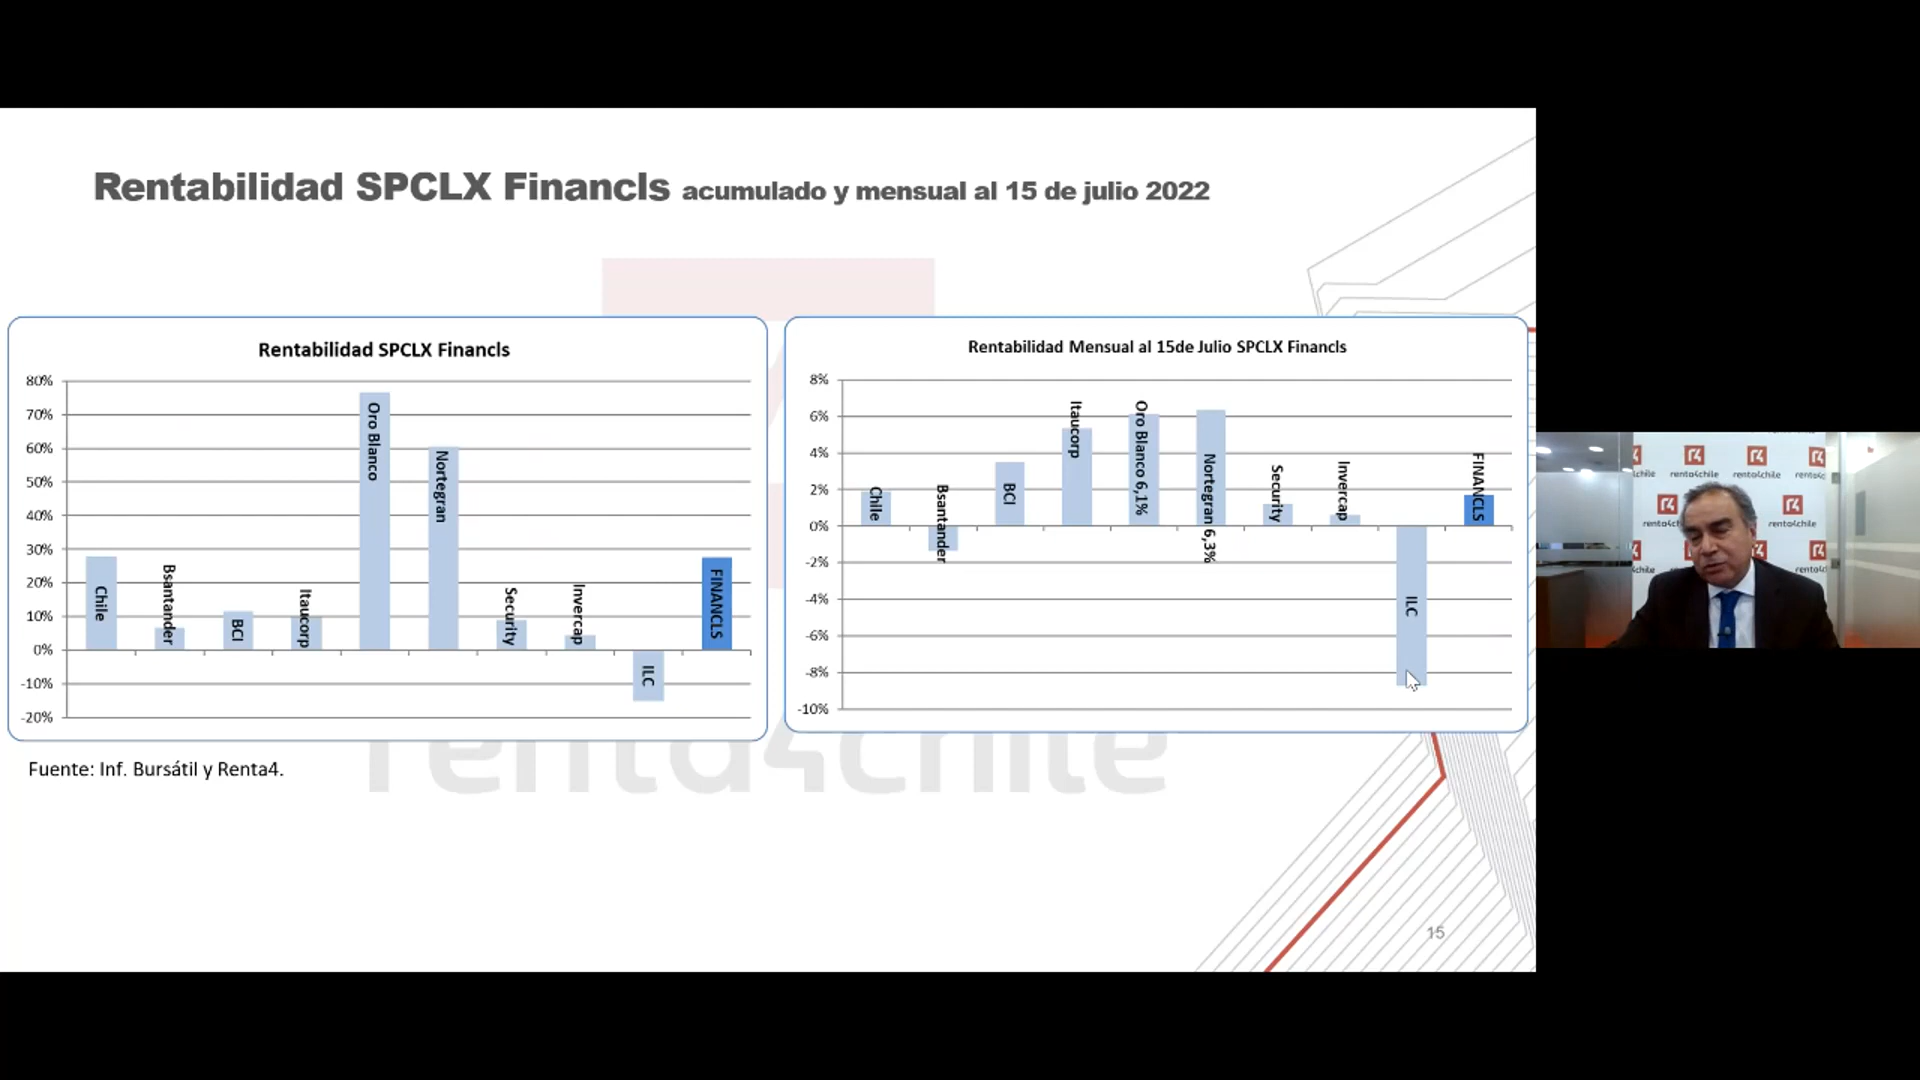 Rentabilidad SPCLX Financls acumulado y mensual al 15 de julio 2022
Rentabilidad SPCLX Financls
80%
70%
60%
50%
40%
30%
20%
10%
0%
-10%
-20%
Chile
Bsantander
BCI
Itaucorp
Oro Blanco
Nortegran
Security
Invercap
ILC
FINANCLS
Rentabilidad Mensual al 15de Julio SPCLX Financls
8%
6%
4%
2%
0%
-2%
-4%
-6%
-8%
-10%
Chile
Bsantander
BCI
Itaucorp
Oro Blanco 6,1%
Nortegran 6,3%
Security
Invercap
ILC
FINANCLS
Fuente: Inf. Bursátil y Renta4.
renta4chile
15
renta4chile
renta4chile
renta4chile